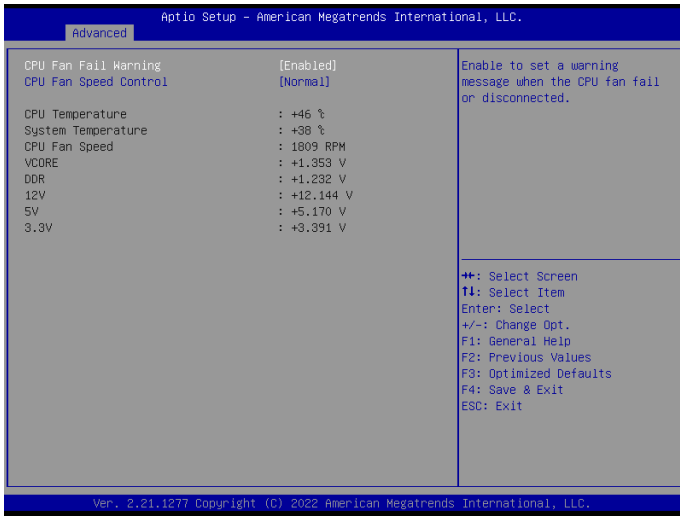 Aptio Setup – American Megatrends International, LLC.
Advanced
CPU Fan Fail Warning [Enabled]
CPU Fan Speed Control [Normal]
CPU Temperature : +46 ℃
System Temperature : +38 ℃
CPU Fan Speed : 1809 RPM
VCORE : +1.353 V
DDR : +1.232 V
12V : +12.144 V
5V : +5.170 V
3.3V : +3.391 V
Enable to set a warning
message when the CPU fan fail
or disconnected.
→←: Select Screen
↑↓: Select Item
Enter: Select
+/-: Change Opt.
F1: General Help
F2: Previous Values
F3: Optimized Defaults
F4: Save & Exit
ESC: Exit
Ver. 2.21.1277 Copyright (C) 2022 American Megatrends International, LLC.